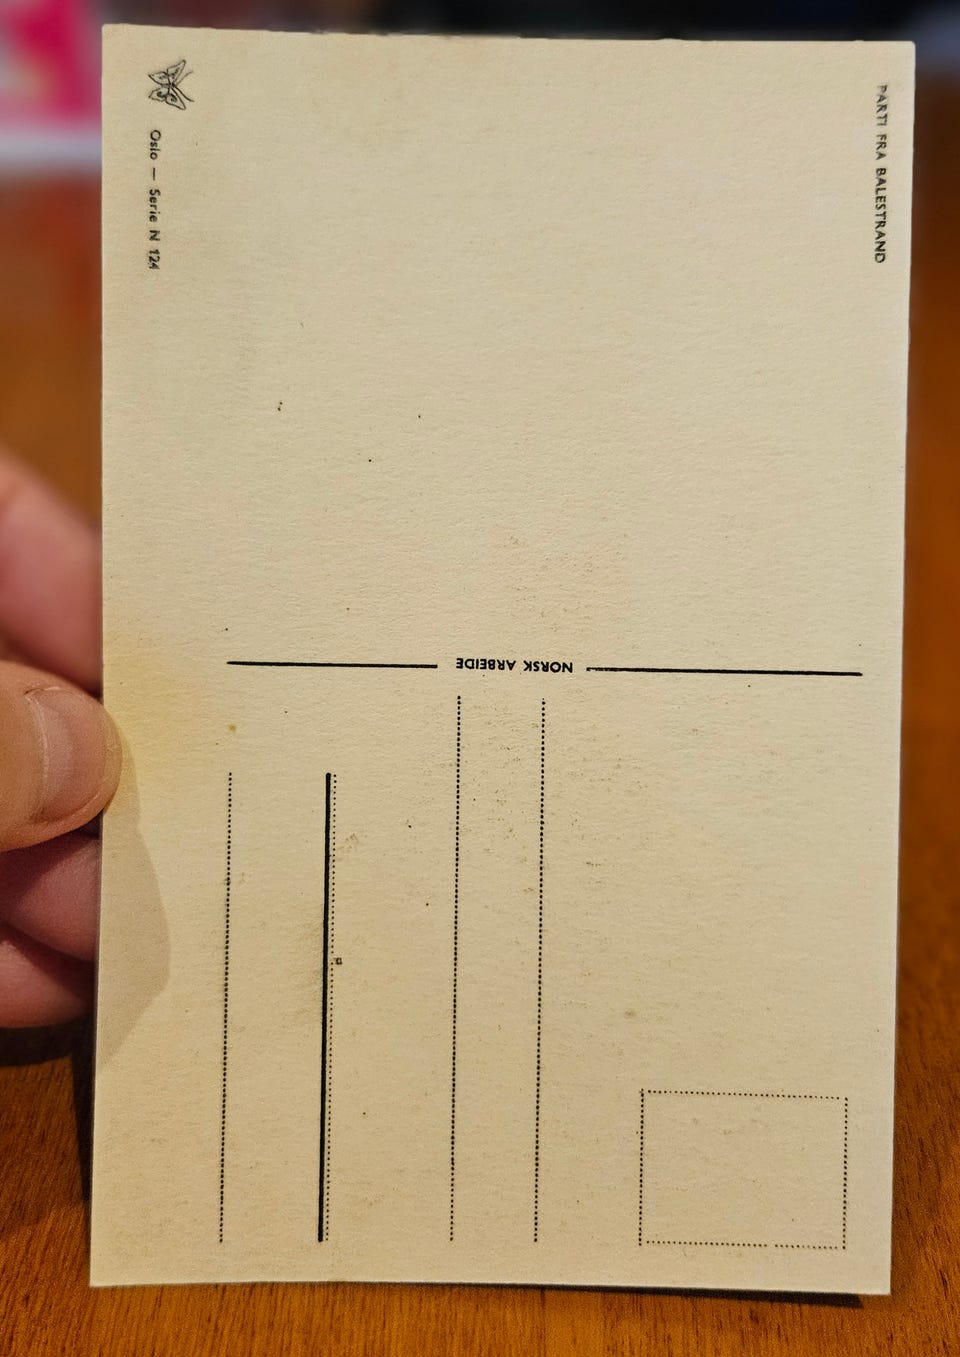 PARTI FRA BALESTRAND
Oslo — Serie N 124
NORSK ARBEIDE